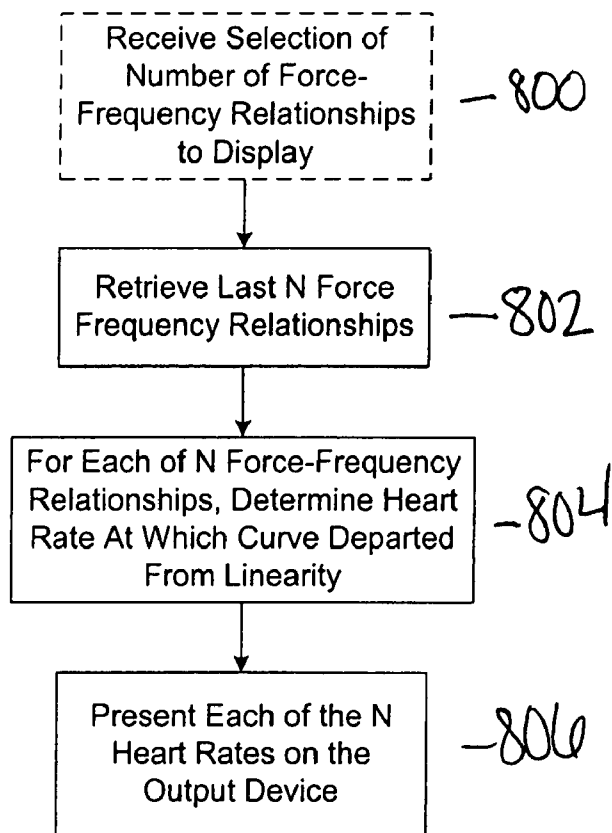 Receive Selection of
Number of Force-
Frequency Relationships
to Display
-800
Retrieve Last N Force
Frequency Relationships
-802
For Each of N Force-Frequency
Relationships, Determine Heart
Rate At Which Curve Departed
From Linearity
-804
Present Each of the N
Heart Rates on the
Output Device
-806